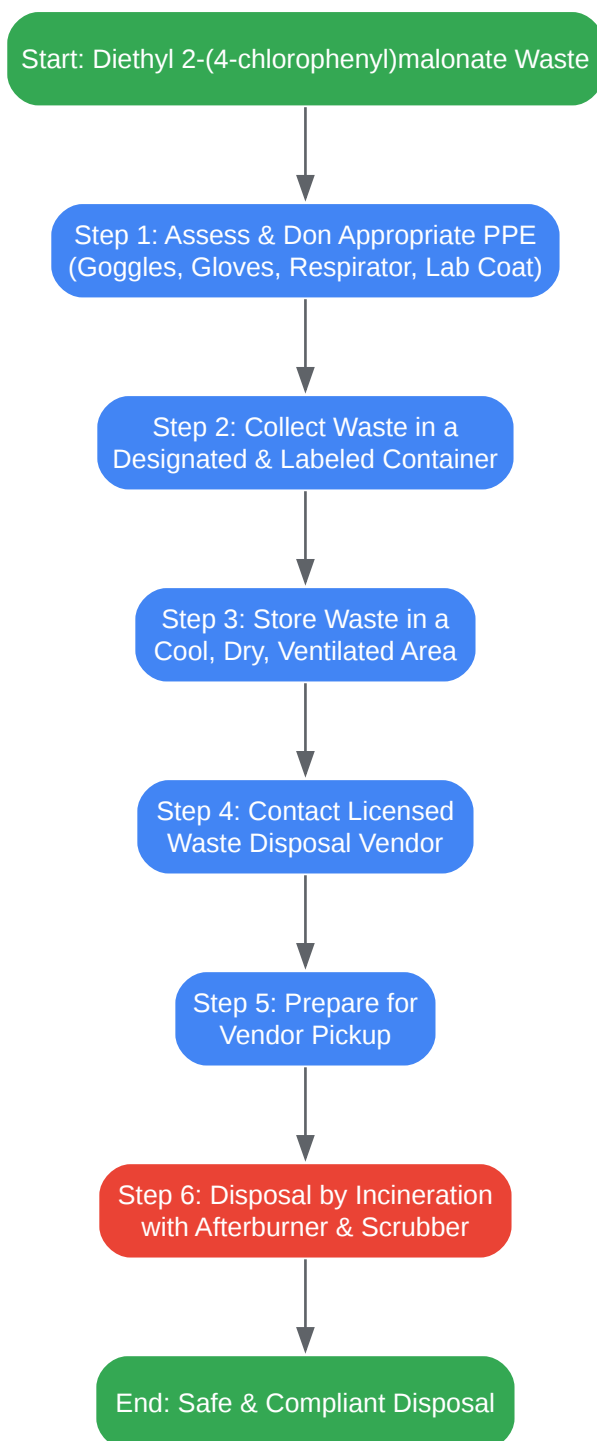 Start: Diethyl 2-(4-chlorophenyl)malonate Waste
Step 1: Assess & Don Appropriate PPE
(Goggles, Gloves, Respirator, Lab Coat)
Step 2: Collect Waste in a
Designated & Labeled Container
Step 3: Store Waste in a
Cool, Dry, Ventilated Area
Step 4: Contact Licensed
Waste Disposal Vendor
Step 5: Prepare for
Vendor Pickup
Step 6: Disposal by Incineration
with Afterburner & Scrubber
End: Safe & Compliant Disposal